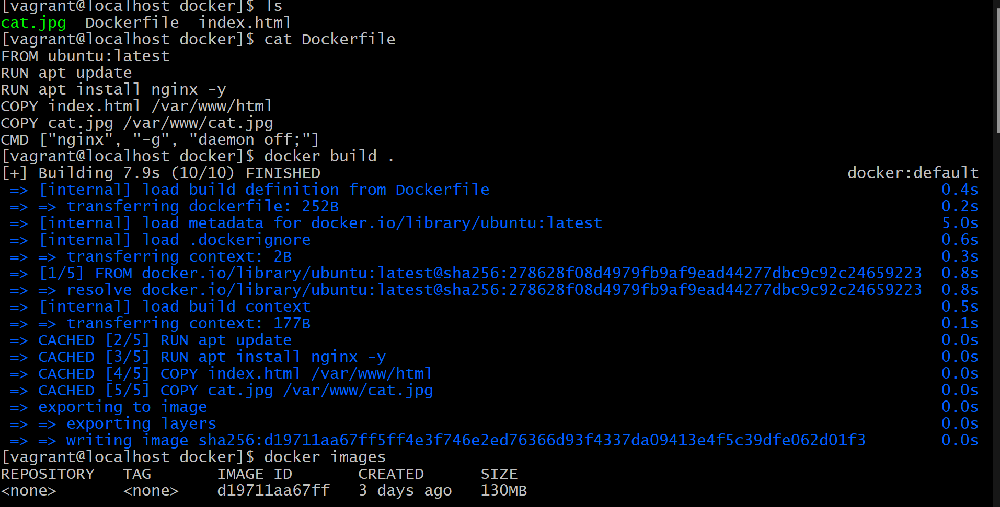 [vagrant@localhost docker]$ ls
cat.jpg  Dockerfile  index.html
[vagrant@localhost docker]$ cat Dockerfile
FROM ubuntu:latest
RUN apt update
RUN apt install nginx -y
COPY index.html /var/www/html
COPY cat.jpg /var/www/cat.jpg
CMD ["nginx", "-g", "daemon off;"]
[vagrant@localhost docker]$ docker build .
[+] Building 7.9s (10/10) FINISHED docker:default
=> [internal] load build definition from Dockerfile 0.4s
=> => transferring dockerfile: 252B 0.2s
=> [internal] load metadata for docker.io/library/ubuntu:latest 5.0s
=> [internal] load .dockerignore 0.6s
=> => transferring context: 2B 0.3s
=> [1/5] FROM docker.io/library/ubuntu:latest@sha256:278628f08d4979fb9af9ead44277dbc9c92c24659223 0.8s
=> => resolve docker.io/library/ubuntu:latest@sha256:278628f08d4979fb9af9ead44277dbc9c92c24659223 0.8s
=> [internal] load build context 0.5s
=> => transferring context: 177B 0.1s
=> CACHED [2/5] RUN apt update 0.0s
=> CACHED [3/5] RUN apt install nginx -y 0.0s
=> CACHED [4/5] COPY index.html /var/www/html 0.0s
=> CACHED [5/5] COPY cat.jpg /var/www/cat.jpg 0.0s
=> exporting to image 0.0s
=> => exporting layers 0.0s
=> => writing image sha256:d19711aa67ff5ff4e3f746e2ed76366d93f4337da09413e4f5c39dfe062d01f3 0.0s
[vagrant@localhost docker]$ docker images
REPOSITORY   TAG       IMAGE ID       CREATED      SIZE
<none>       <none>    d19711aa67ff   3 days ago   130MB